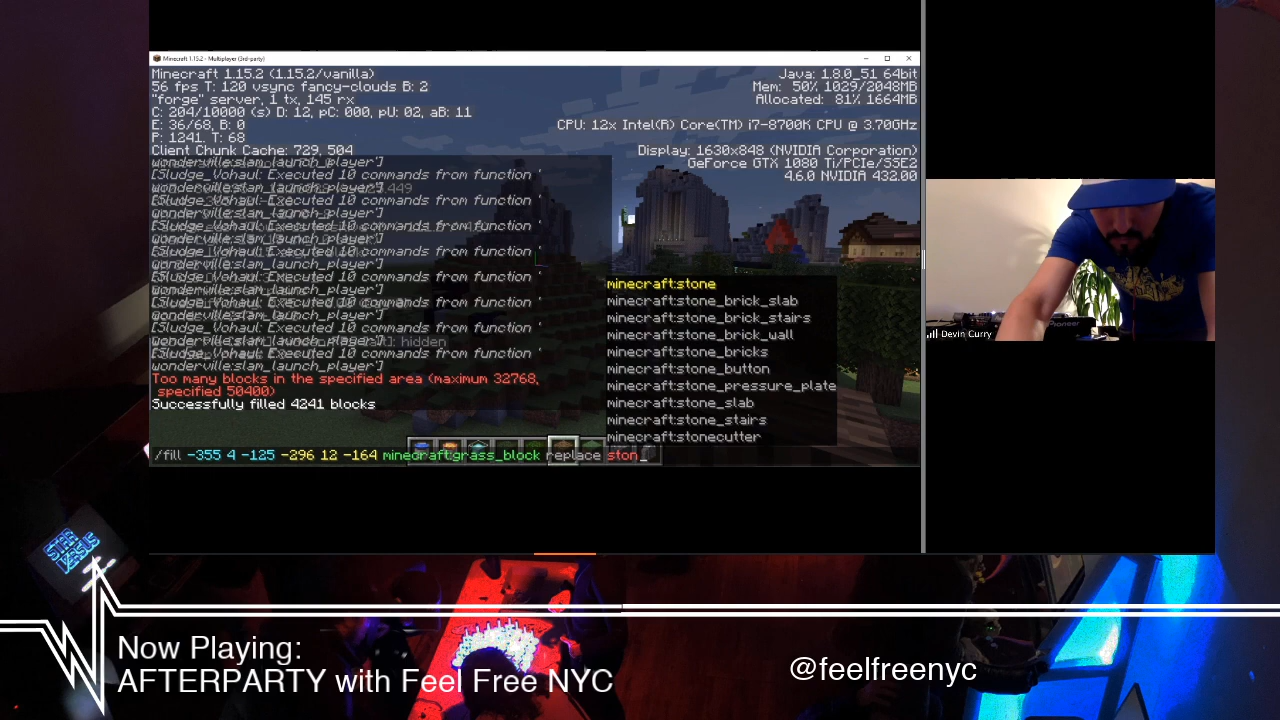 Minecraft 1.15.2 - Multiplayer (3rd-party)
Minecraft 1.15.2 (1.15.2/vanilla)
56 fps T: 120 vsync fancy-clouds B: 2
"forge" server, 1 tx, 145 rx
C: 204/10000 (s) D: 12, pC: 000, pU: 02, aB: 11
E: 36/68, B: 0
P: 1241. T: 68
Client Chunk Cache: 729, 504
Java: 1.8.0_51 64bit
Mem: 50% 1029/2048MB
Allocated: 81% 1664MB
CPU: 12x Intel(R) Core(TM) i7-8700K CPU @ 3.70GHz
Display: 1630x848 (NVIDIA Corporation)
GeForce GTX 1080 Ti/PCIe/SSE2
4.6.0 NVIDIA 432.00
wonderville:slam_launch_player']
[Sludge_Vohaul: Executed 10 commands from function '
wonderville:slam_launch_player']
[Sludge_Vohaul: Executed 10 commands from function '
wonderville:slam_launch_player']
[Sludge_Vohaul: Executed 10 commands from function '
wonderville:slam_launch_player']
[Sludge_Vohaul: Executed 10 commands from function '
wonderville:slam_launch_player']
[Sludge_Vohaul: Executed 10 commands from function '
wonderville:slam_launch_player']
[Sludge_Vohaul: Executed 10 commands from function '
wonderville:slam_launch_player']
[Sludge_Vohaul: Executed 10 commands from function '
wonderville:slam_launch_player']
[Sludge_Vohaul: Executed 10 commands from function '
wonderville:slam_launch_player']
Too many blocks in the specified area (maximum 32768,
specified 50400)
Successfully filled 4241 blocks
minecraft:stone
minecraft:stone_brick_slab
minecraft:stone_brick_stairs
minecraft:stone_brick_wall
minecraft:stone_bricks
minecraft:stone_button
minecraft:stone_pressure_plate
minecraft:stone_slab
minecraft:stone_stairs
minecraft:stonecutter
/fill -355 4 -125 -296 12 -164 minecraft:grass_block replace ston_
Pioneer
Devin Curry
STAR
VERSUS
Now Playing:
AFTERPARTY with Feel Free NYC
@feelfreenyc